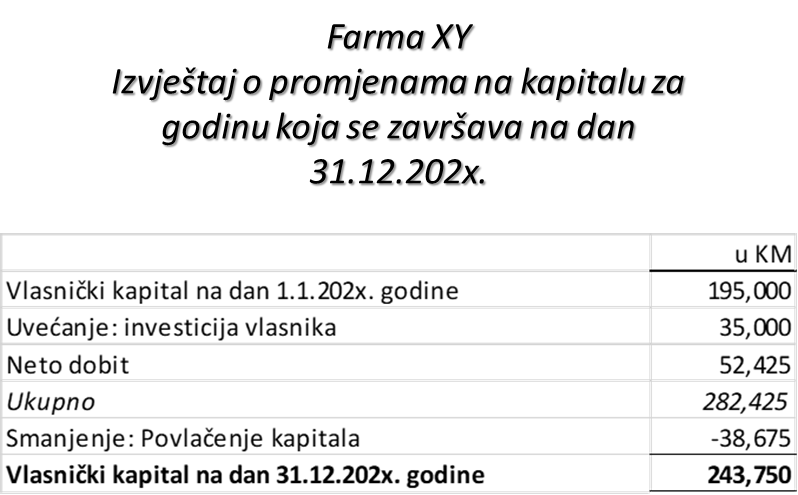 Farma XY
Izvještaj o promjenama na kapitalu za
godinu koja se završava na dan
31.12.202x.
u KM
Vlasnički kapital na dan 1.1.202x. godine 195,000
Uvećanje: investicija vlasnika 35,000
Neto dobit 52,425
Ukupno 282,425
Smanjenje: Povlačenje kapitala -38,675
Vlasnički kapital na dan 31.12.202x. godine 243,750